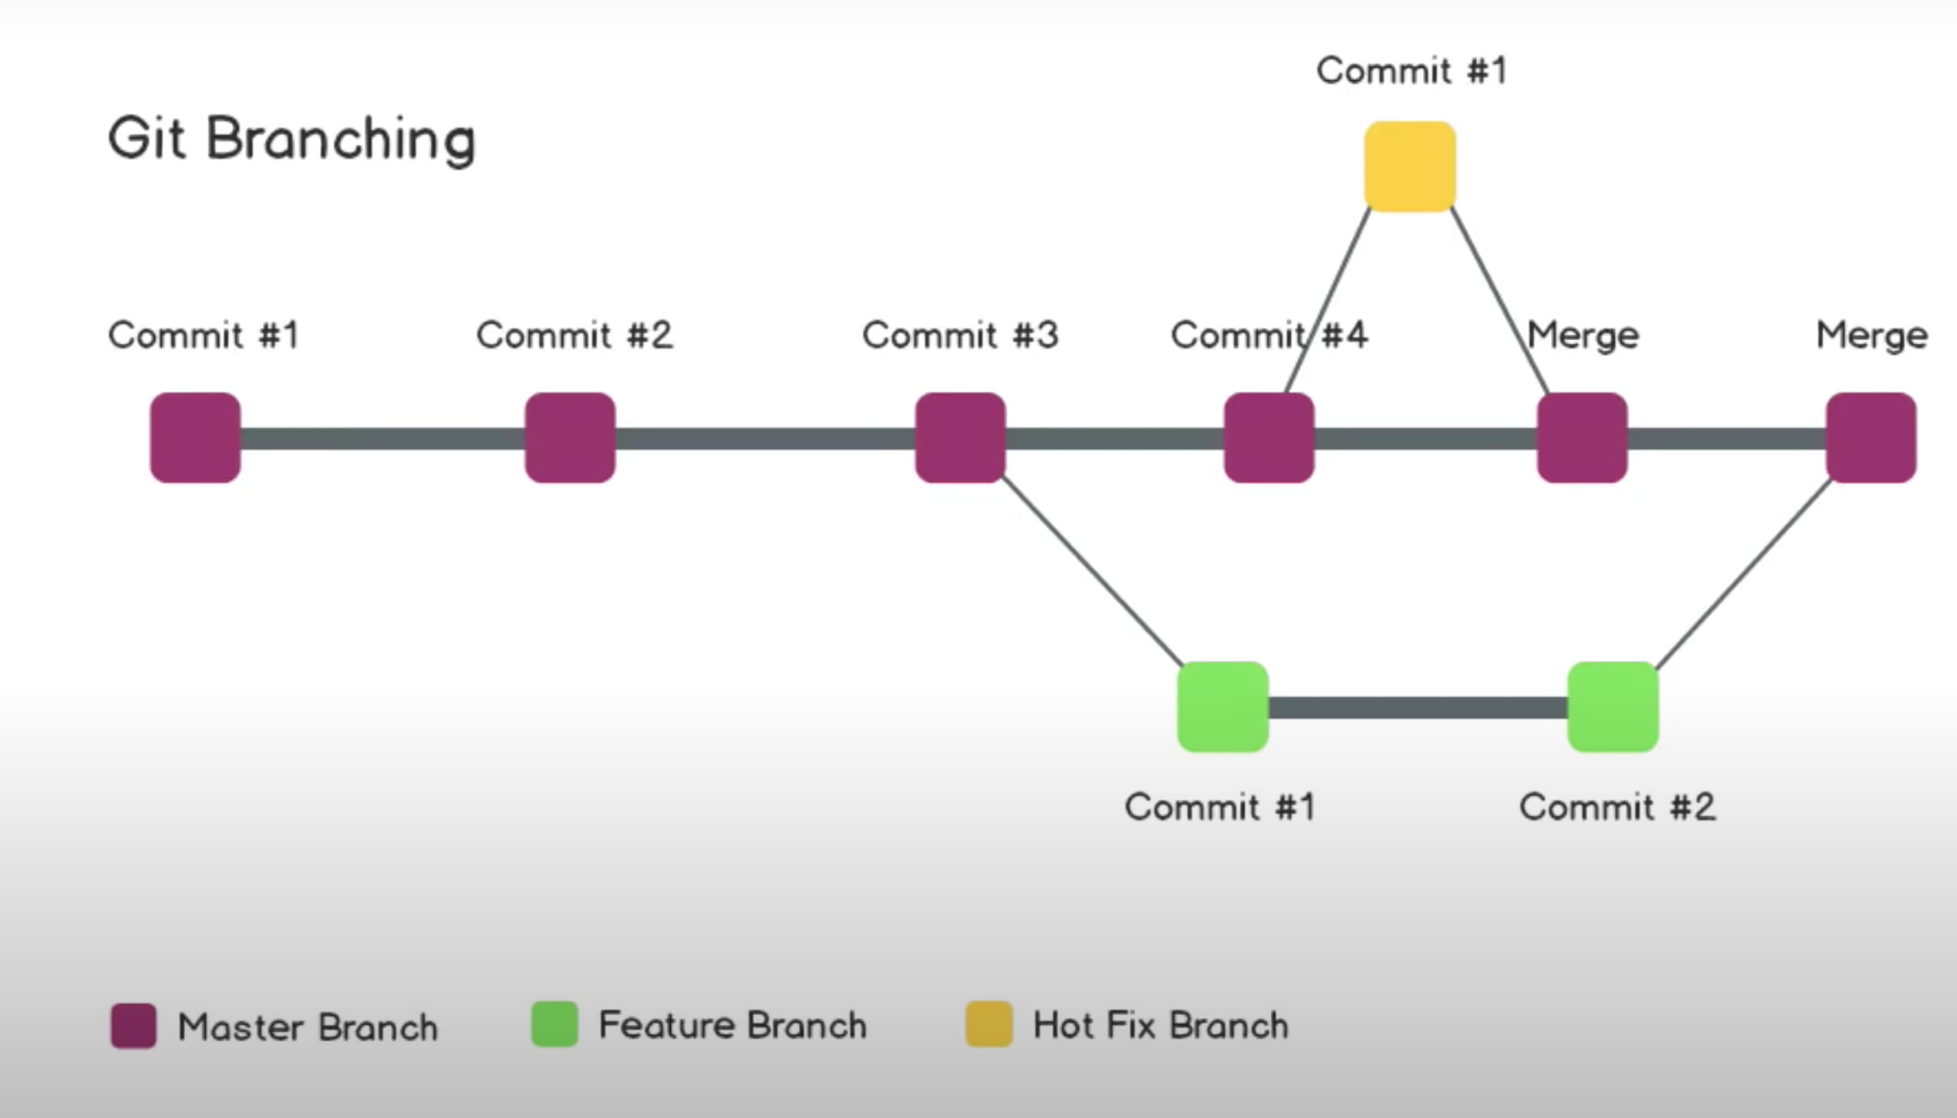 Commit #1
Git Branching
Commit #1 Commit #2 Commit #3 Commit #4 Merge Merge
Commit #1 Commit #2
Master Branch Feature Branch Hot Fix Branch